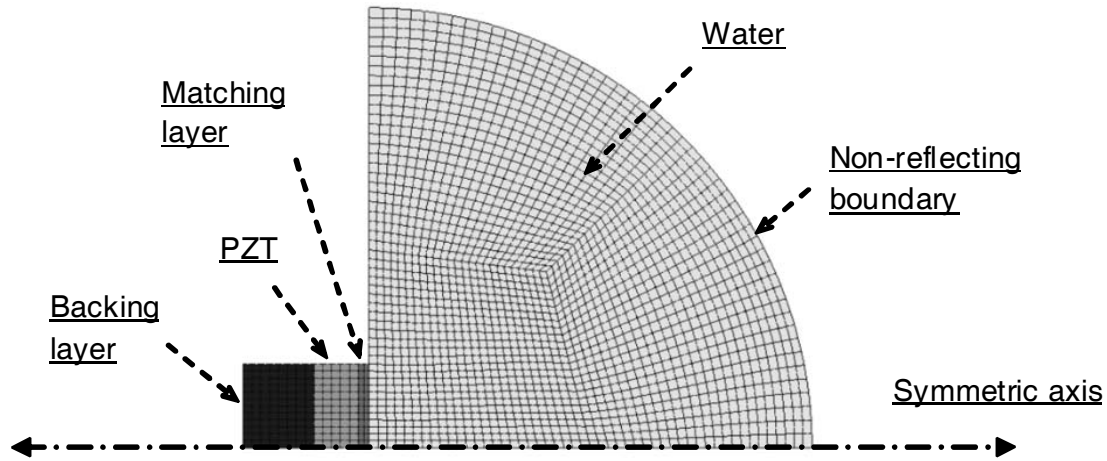 Water
Matching
layer
Non-reflecting
boundary
PZT
Backing
layer
Symmetric axis